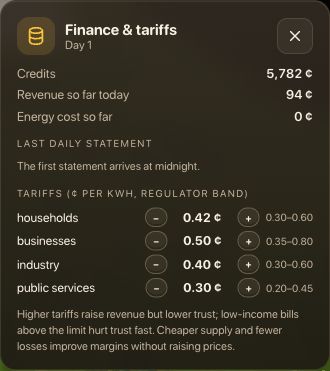 Finance & tariffs
Day 1
Credits 5,782 ¢
Revenue so far today 94 ¢
Energy cost so far 0 ¢
LAST DAILY STATEMENT
The first statement arrives at midnight.
TARIFFS (¢ PER KWH, REGULATOR BAND)
households − 0.42 ¢ + 0.30–0.60
businesses − 0.50 ¢ + 0.35–0.80
industry − 0.40 ¢ + 0.30–0.60
public services − 0.30 ¢ + 0.20–0.45
Higher tariffs raise revenue but lower trust; low-income bills
above the limit hurt trust fast. Cheaper supply and fewer
losses improve margins without raising prices.